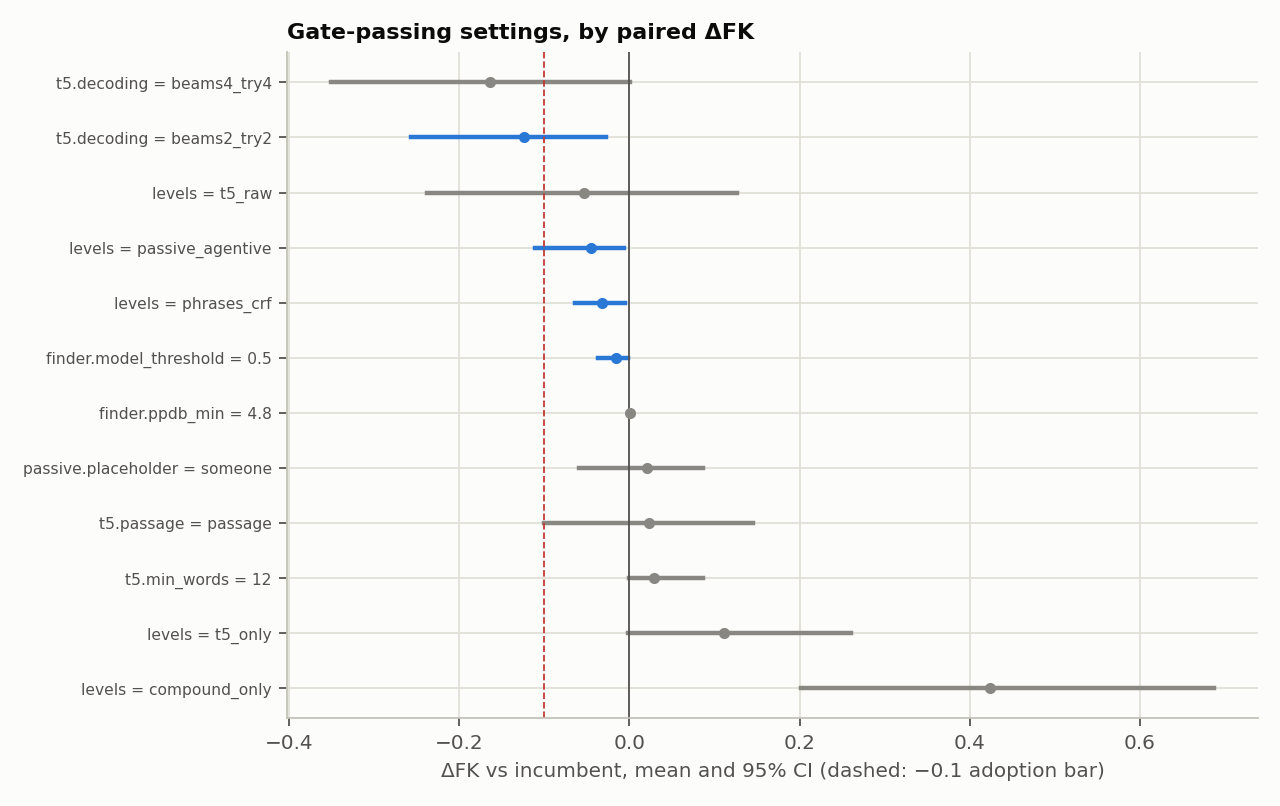 Gate-passing settings, by paired ΔFK
t5.decoding = beams4_try4
t5.decoding = beams2_try2
levels = t5_raw
levels = passive_agentive
levels = phrases_crf
finder.model_threshold = 0.5
finder.ppdb_min = 4.8
passive.placeholder = someone
t5.passage = passage
t5.min_words = 12
levels = t5_only
levels = compound_only
−0.4 −0.2 0.0 0.2 0.4 0.6
ΔFK vs incumbent, mean and 95% CI (dashed: −0.1 adoption bar)